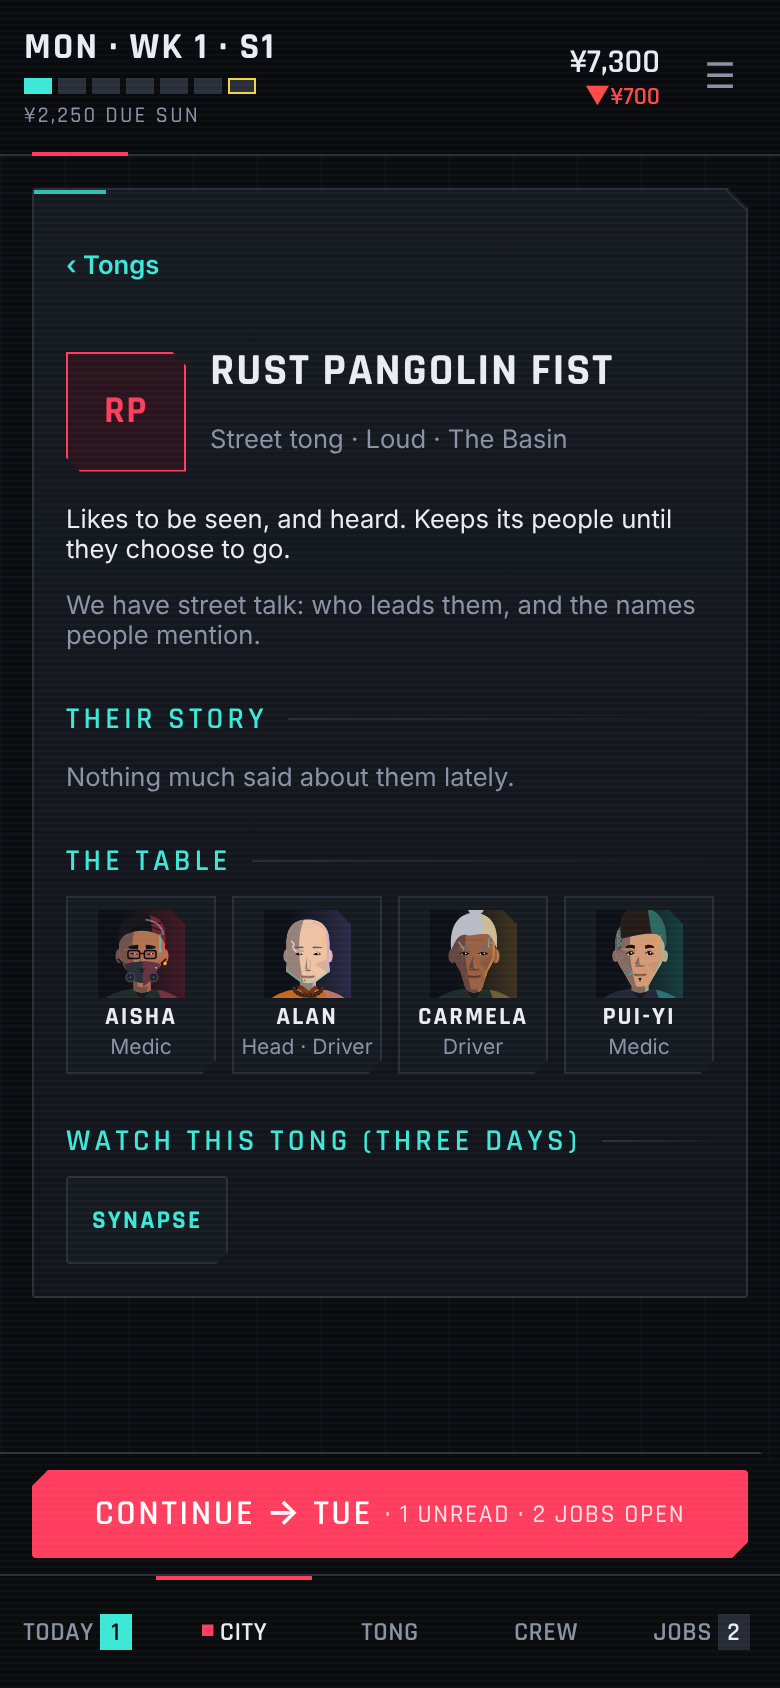 MON · WK 1 · S1
¥2,250 DUE SUN
¥7,300
▼¥700
☰
‹ Tongs
RP
RUST PANGOLIN FIST
Street tong · Loud · The Basin
Likes to be seen, and heard. Keeps its people until
they choose to go.
We have street talk: who leads them, and the names
people mention.
THEIR STORY
Nothing much said about them lately.
THE TABLE
AISHA
Medic
ALAN
Head · Driver
CARMELA
Driver
PUI-YI
Medic
WATCH THIS TONG (THREE DAYS)
SYNAPSE
CONTINUE → TUE · 1 UNREAD · 2 JOBS OPEN
TODAY 1
CITY
TONG
CREW
JOBS 2